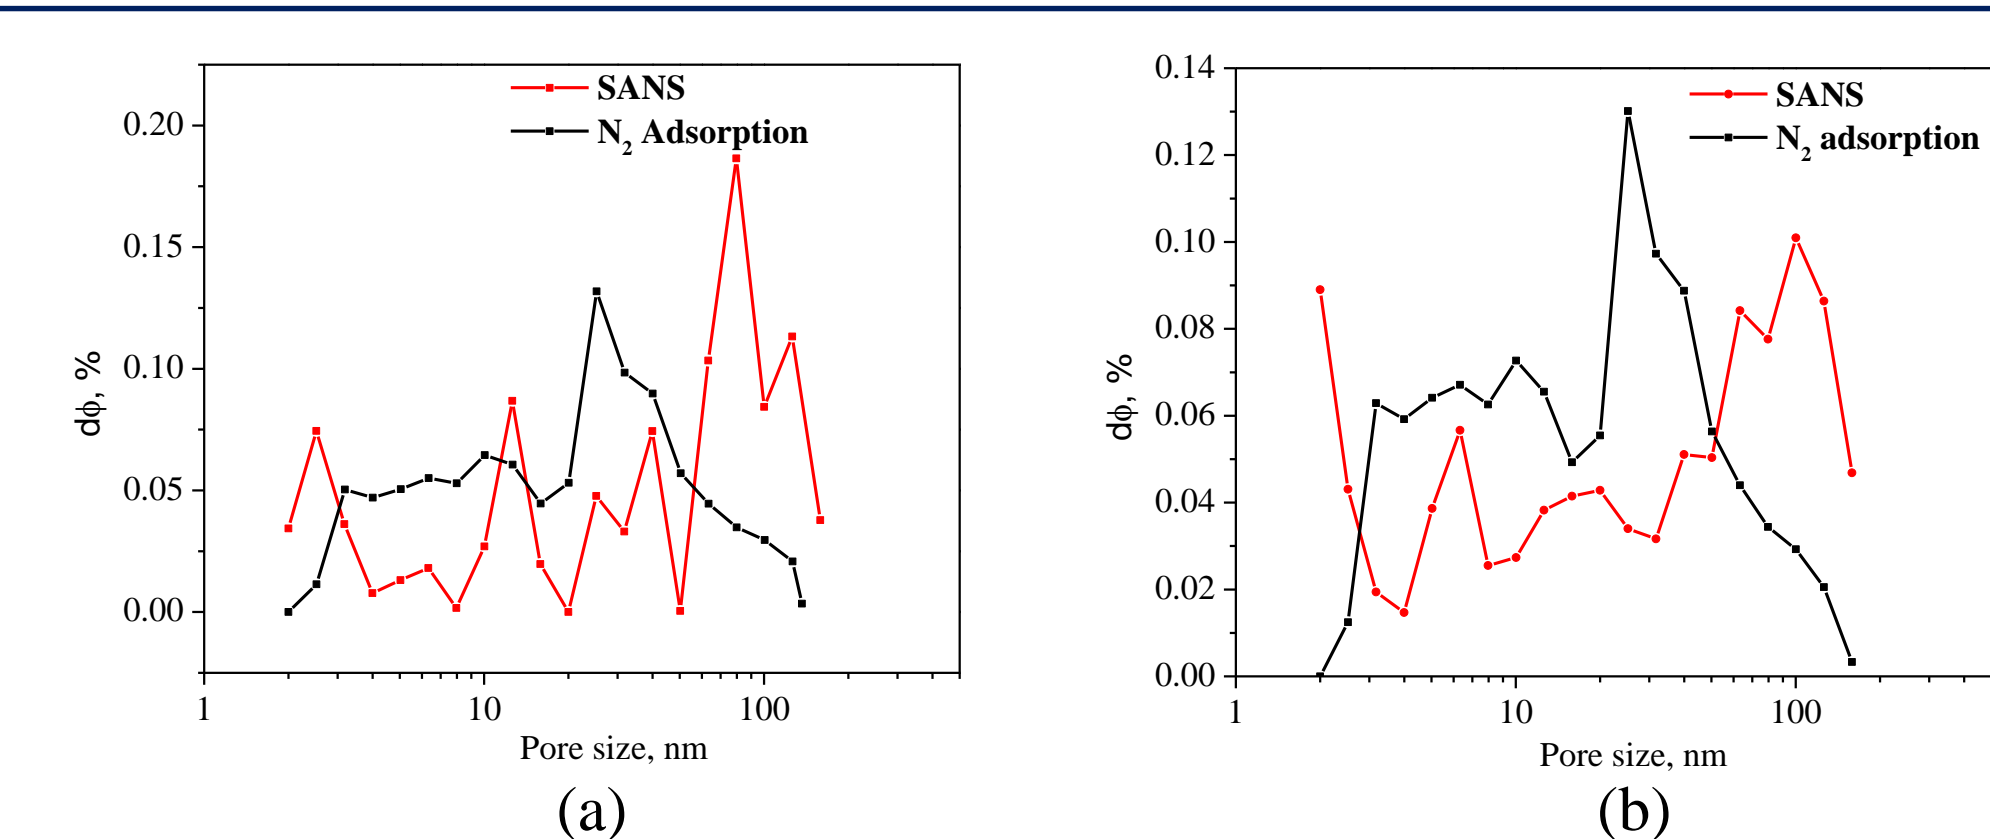 SANS
N2 Adsorption
0.20
0.15
0.10
0.05
0.00
dϕ, %
1 10 100
Pore size, nm
(a)
SANS
N2 adsorption
0.14
0.12
0.10
0.08
0.06
0.04
0.02
0.00
dϕ, %
1 10 100
Pore size, nm
(b)